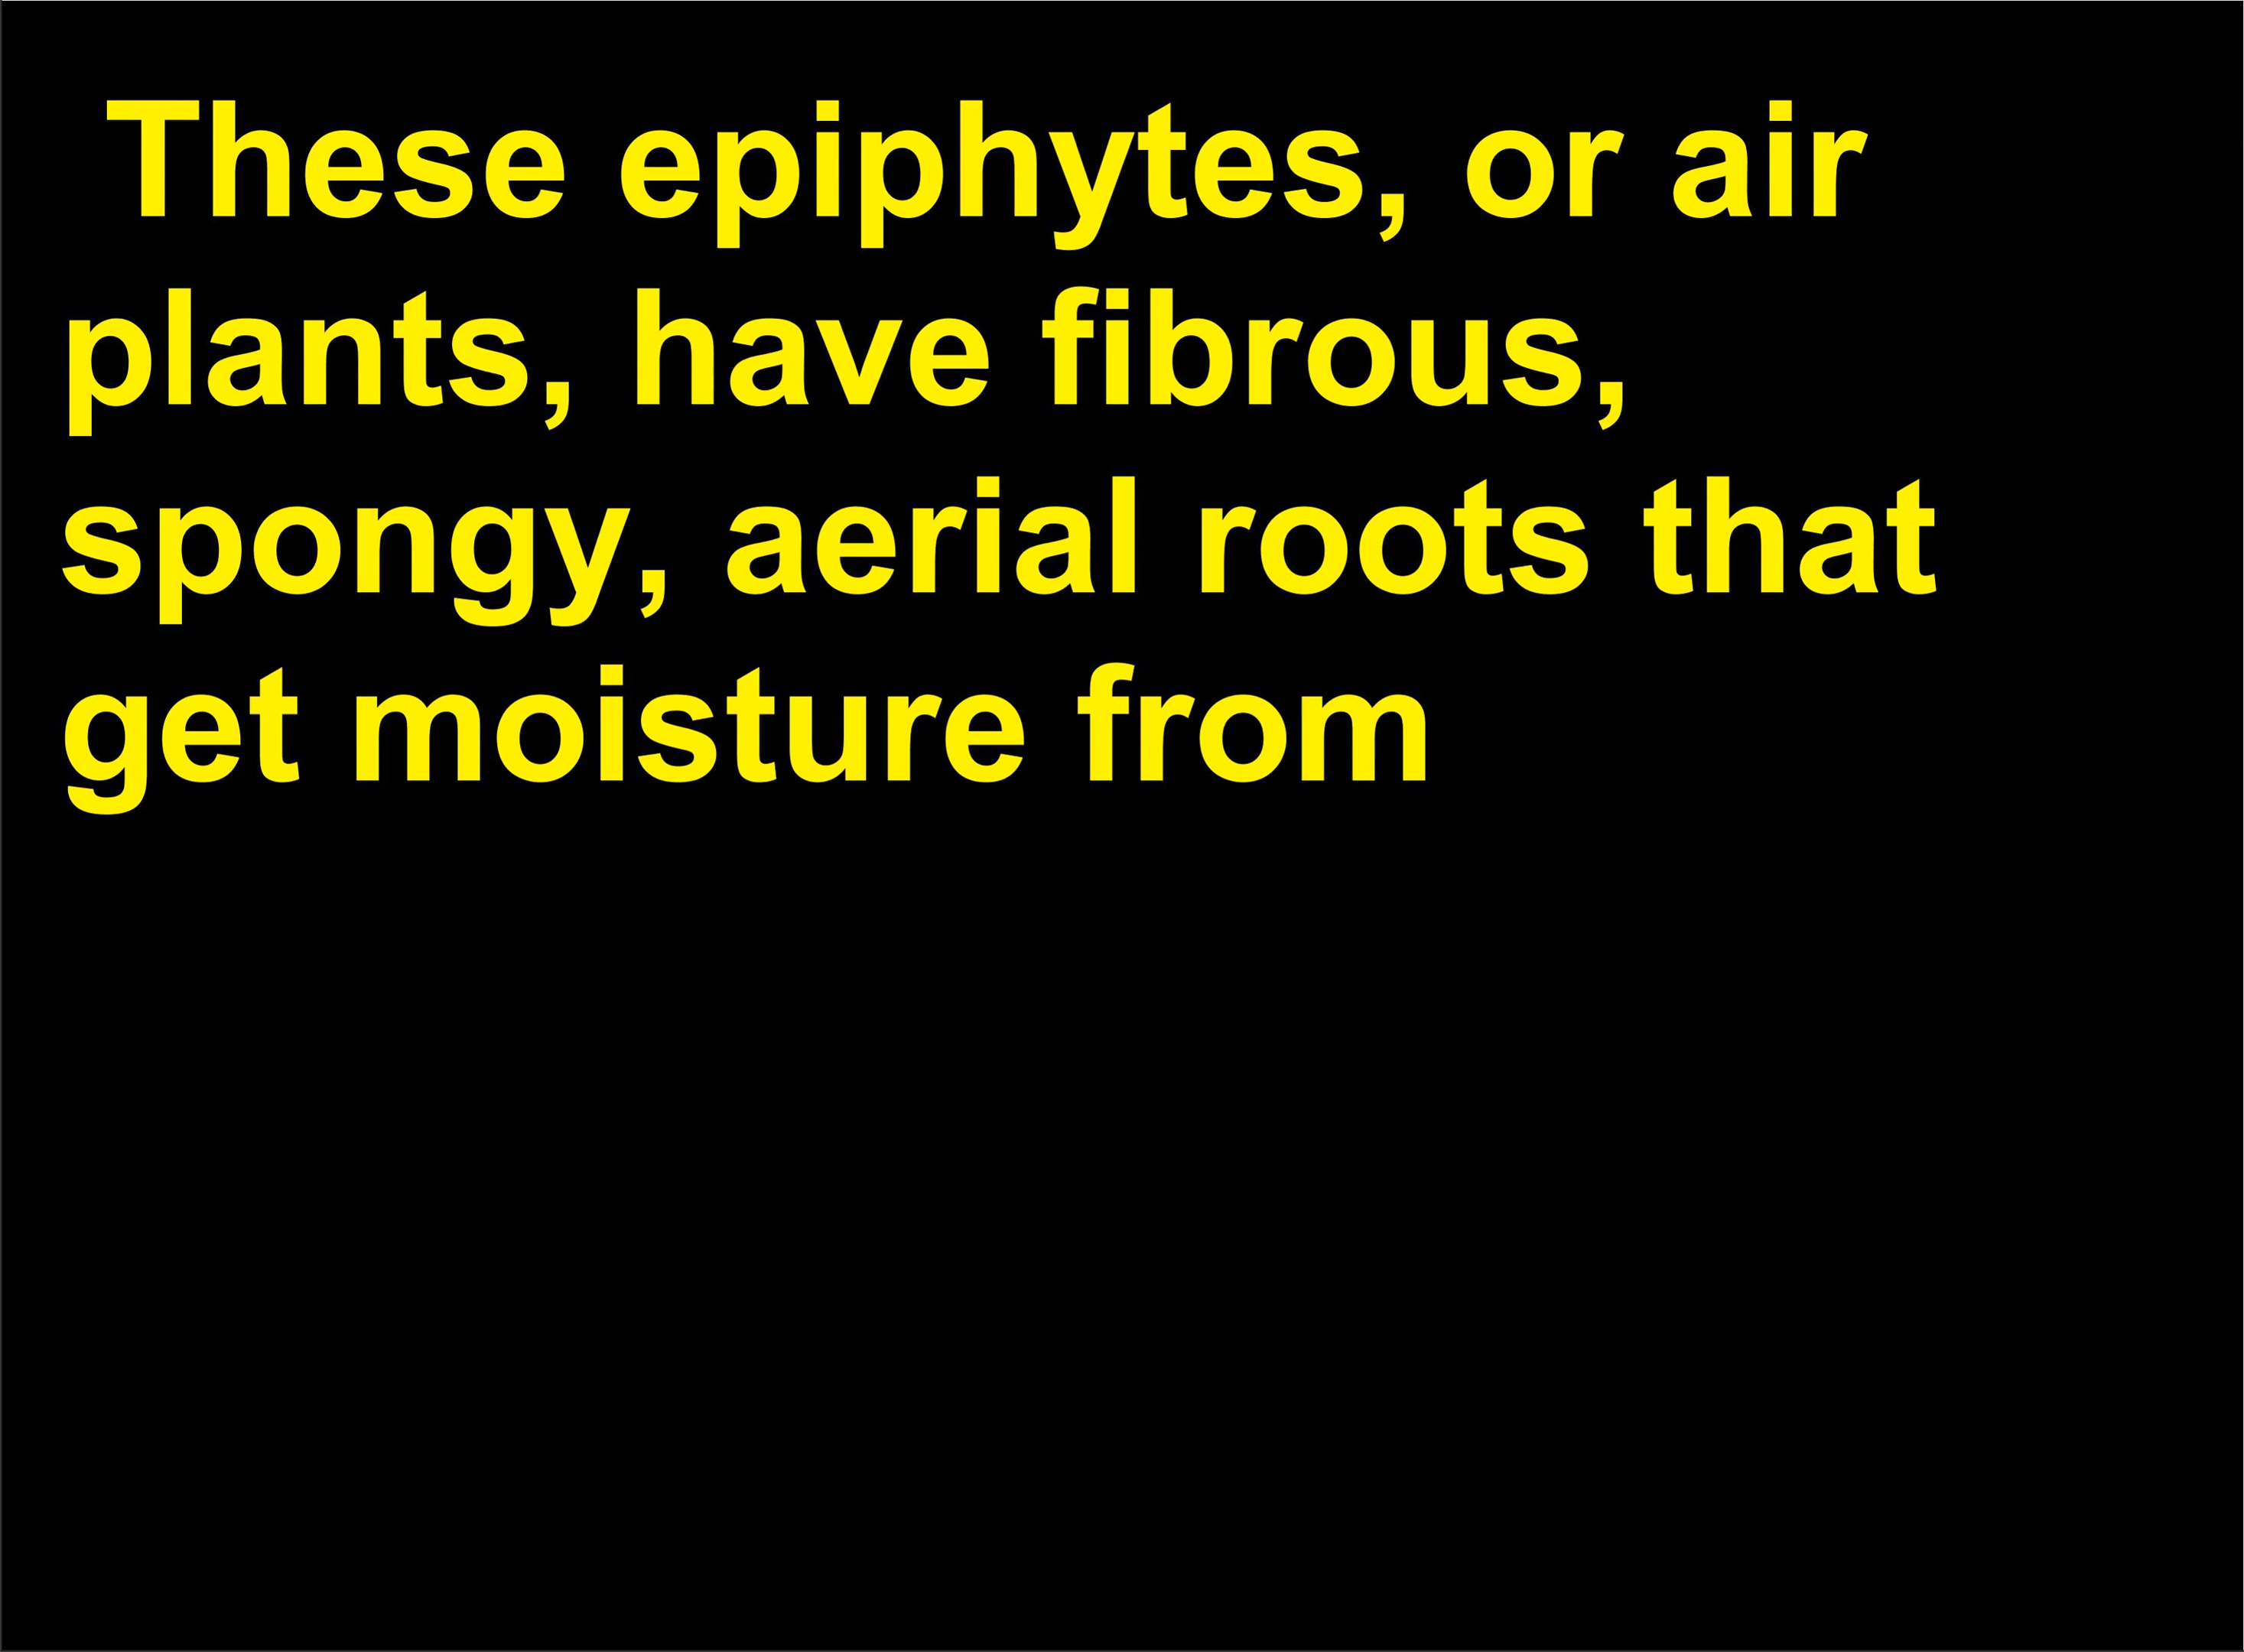 These epiphytes, or air
plants, have fibrous,
spongy, aerial roots that
get moisture from